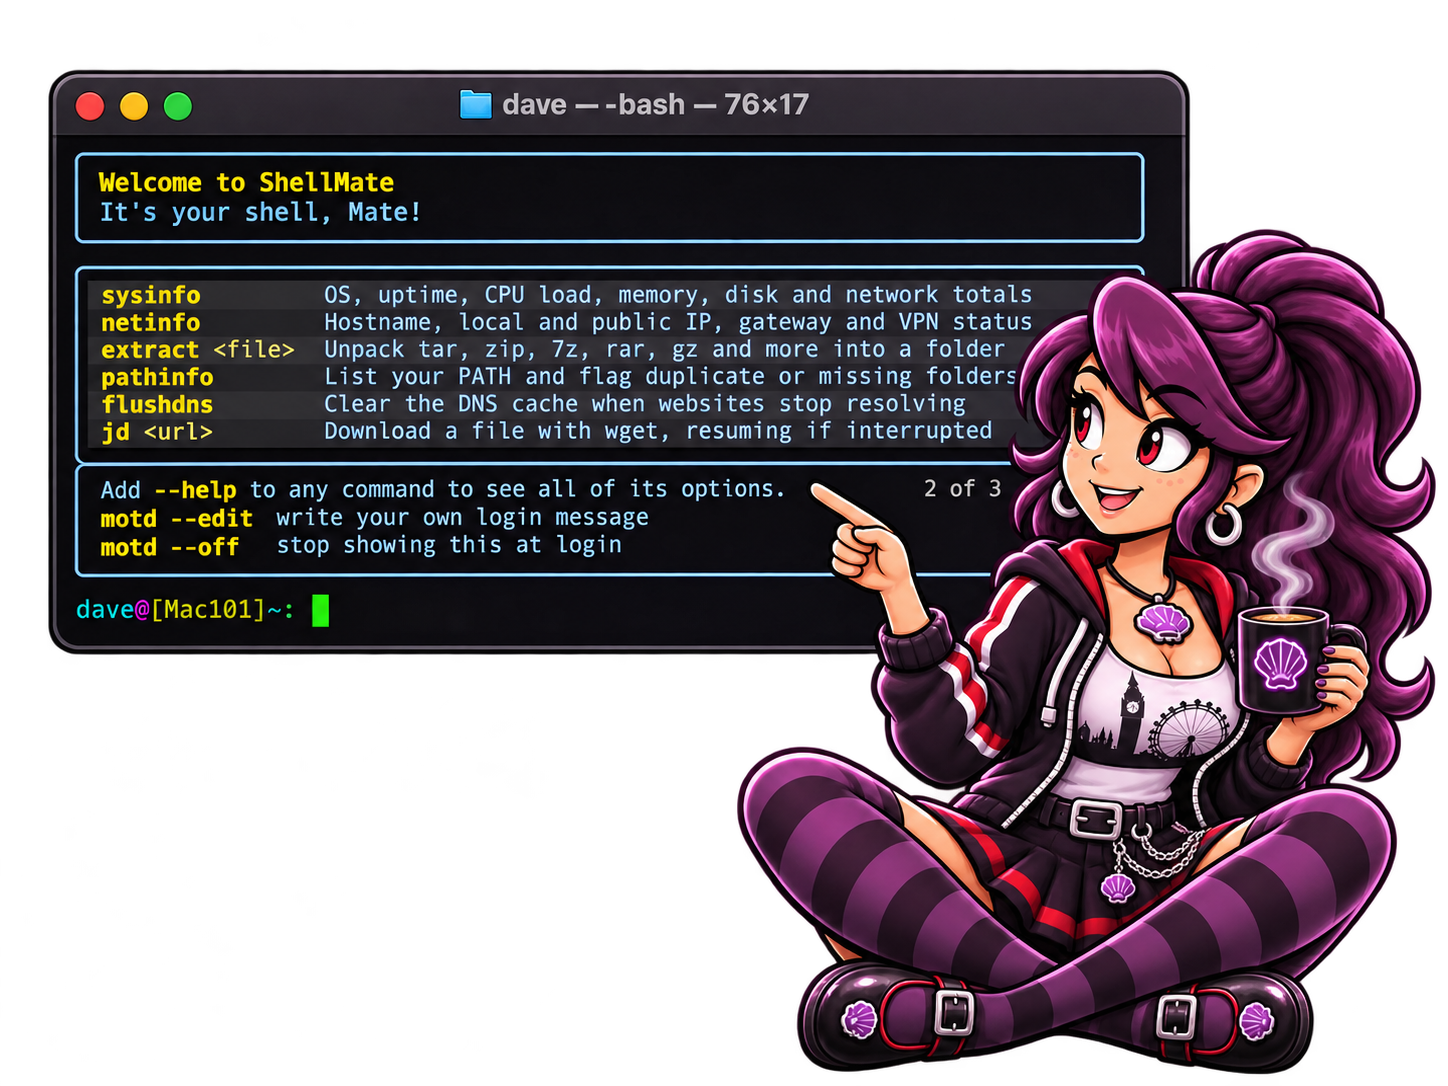 dave — -bash — 76×17
Welcome to ShellMate
It's your shell, Mate!
sysinfo OS, uptime, CPU load, memory, disk and network totals
netinfo Hostname, local and public IP, gateway and VPN status
extract <file> Unpack tar, zip, 7z, rar, gz and more into a folder
pathinfo List your PATH and flag duplicate or missing folders
flushdns Clear the DNS cache when websites stop resolving
jd <url> Download a file with wget, resuming if interrupted
Add --help to any command to see all of its options. 2 of 3
motd --edit write your own login message
motd --off stop showing this at login
dave@[Mac101]~: